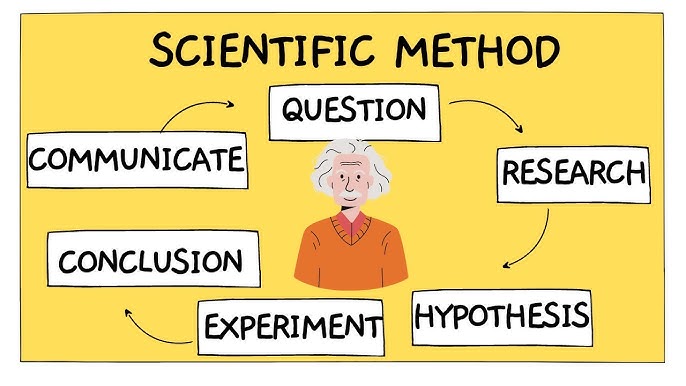 SCIENTIFIC METHOD
QUESTION
RESEARCH
HYPOTHESIS
EXPERIMENT
CONCLUSION
COMMUNICATE